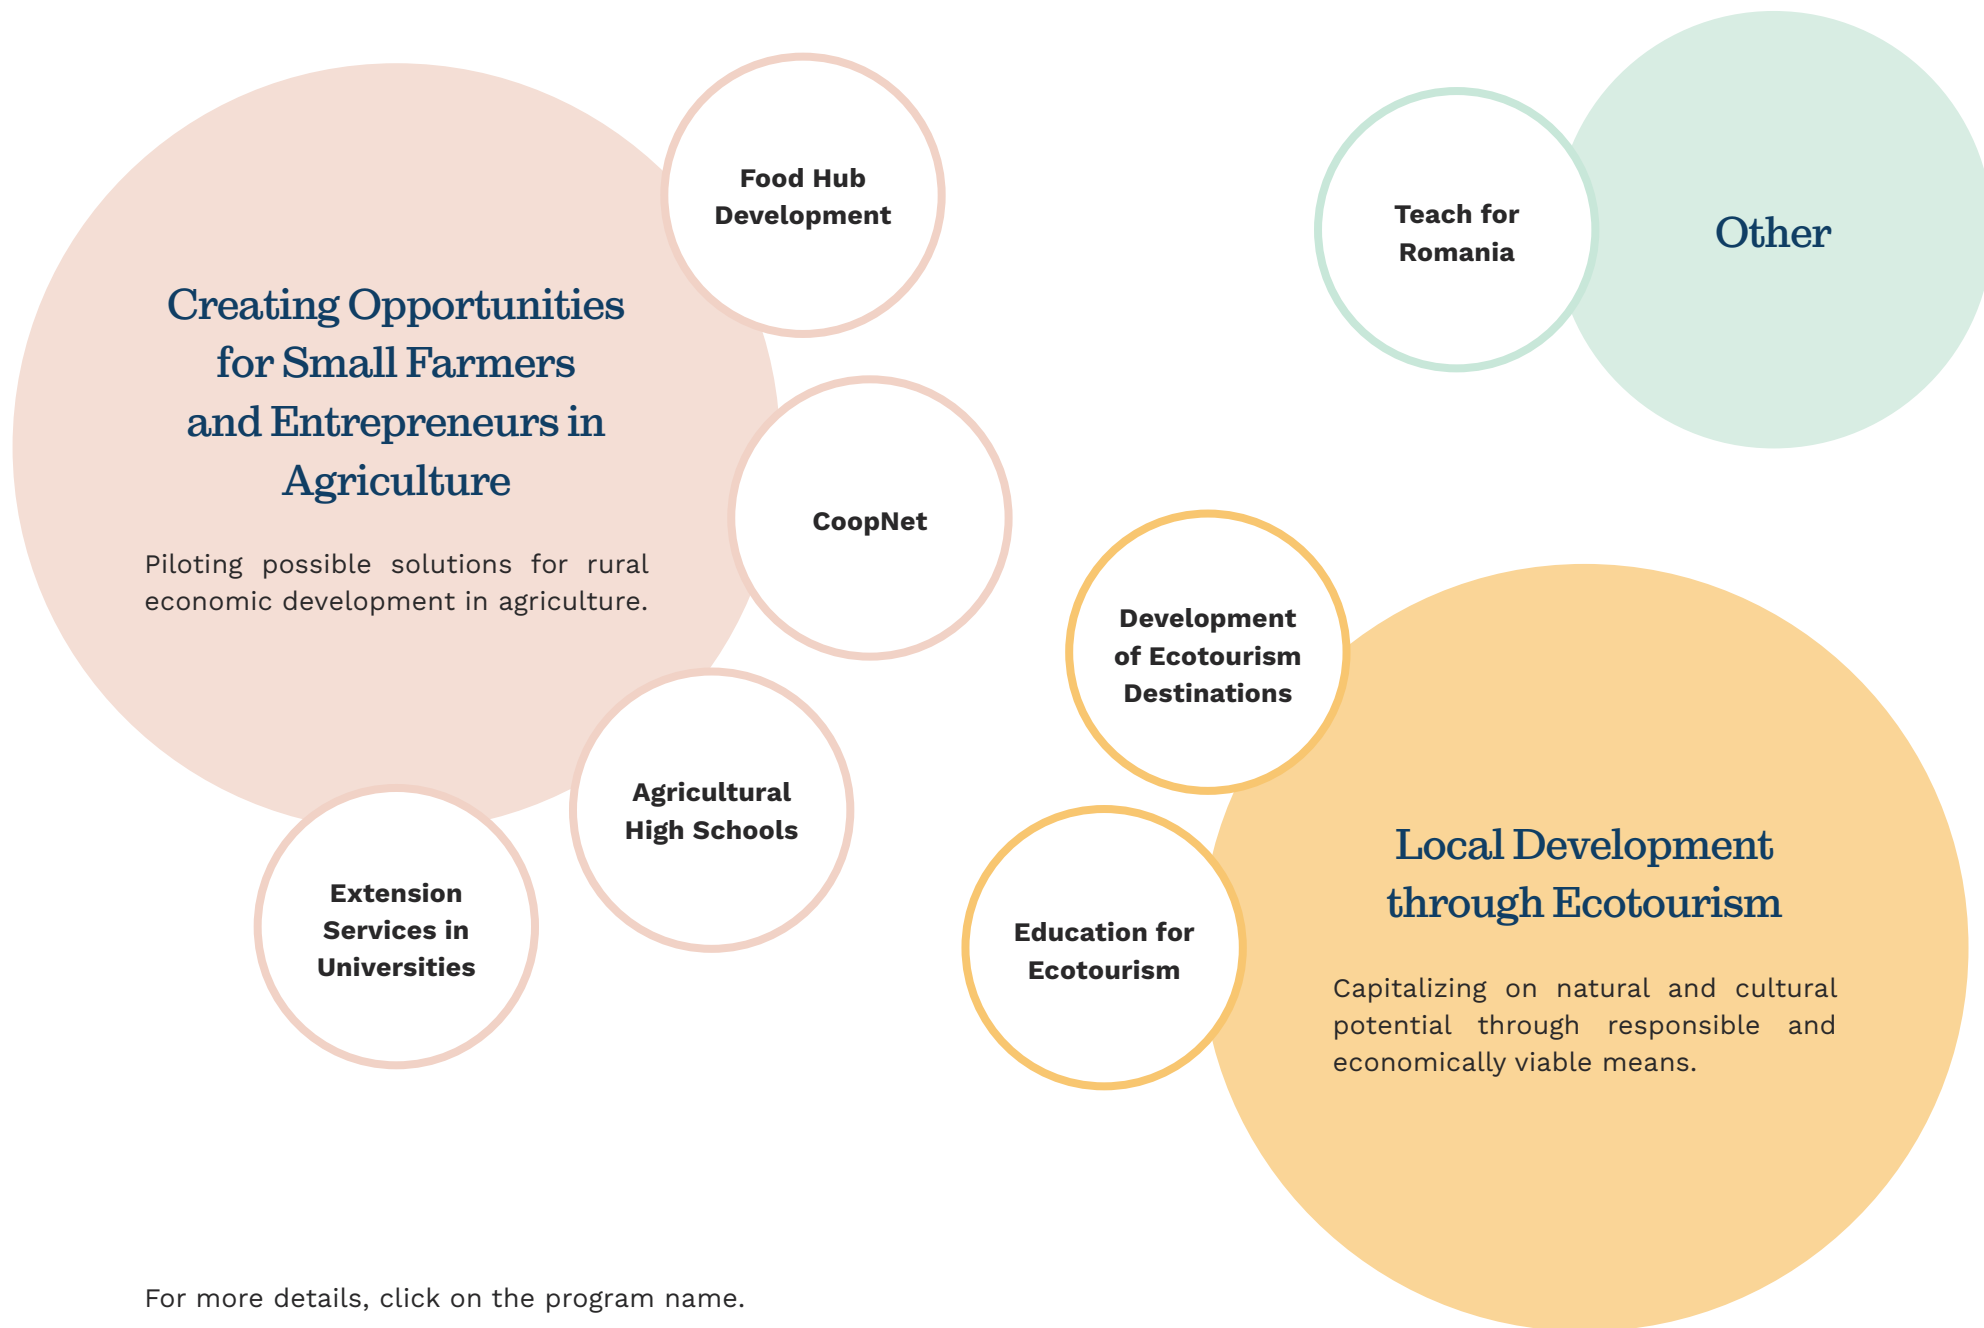 Creating Opportunities
for Small Farmers
and Entrepreneurs in
Agriculture
Piloting possible solutions for rural
economic development in agriculture.
Food Hub
Development
CoopNet
Agricultural
High Schools
Extension
Services in
Universities
Teach for
Romania
Other
Development
of Ecotourism
Destinations
Education for
Ecotourism
Local Development
through Ecotourism
Capitalizing on natural and cultural
potential through responsible and
economically viable means.
For more details, click on the program name.